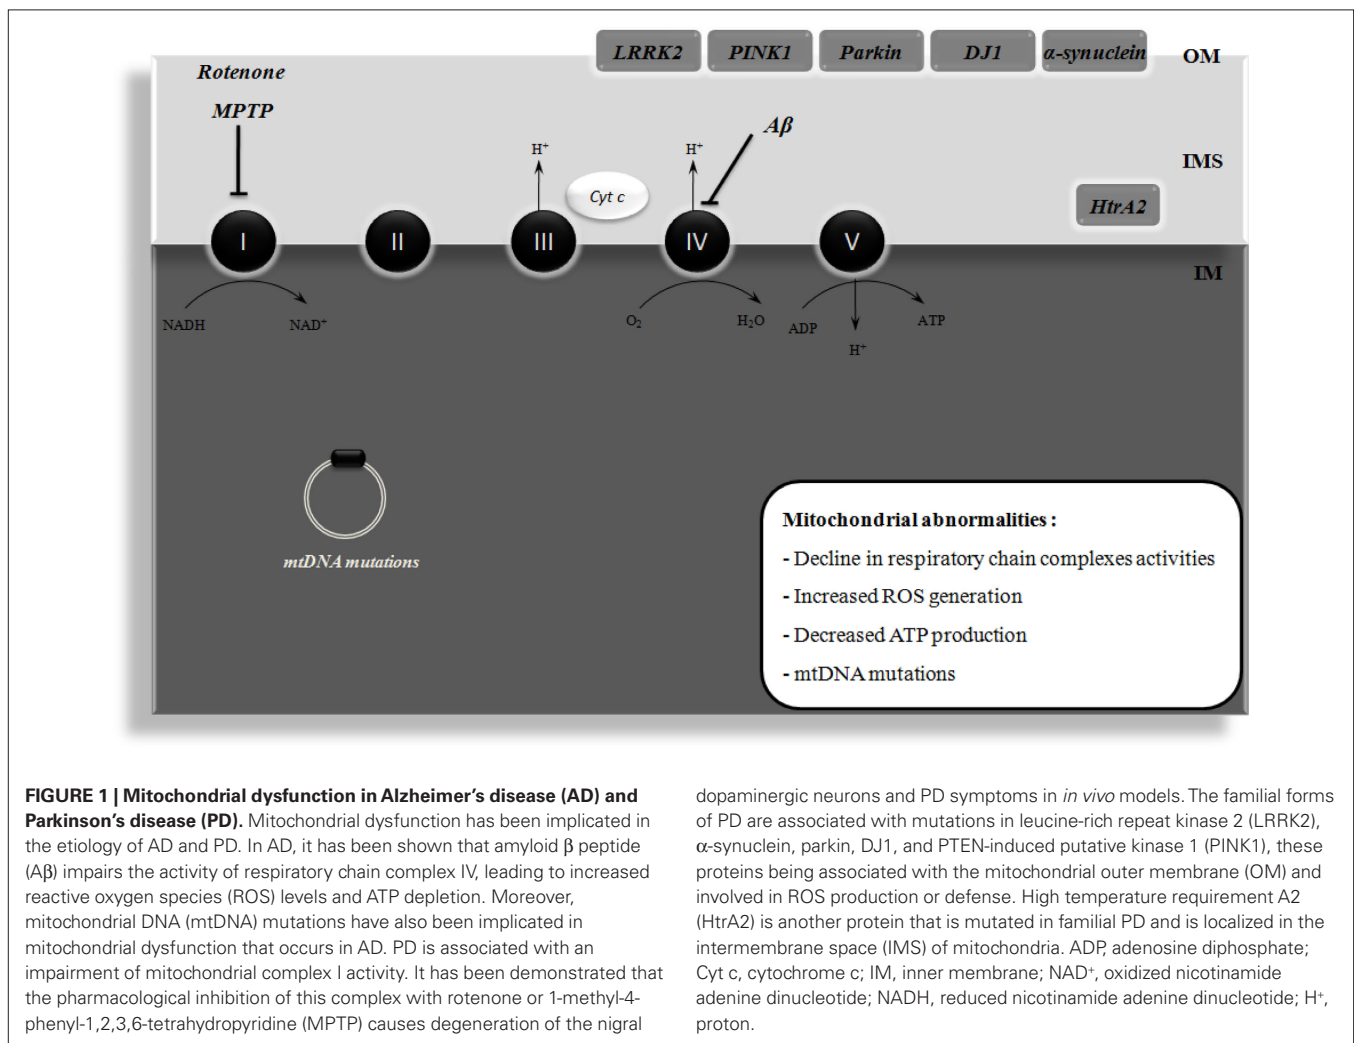 LRRK2 PINK1 Parkin DJ1 α-synuclein OM
Rotenone
MPTP
Aβ
H⁺ H⁺
IMS
Cyt c
HtrA2
I II III IV V
IM
NADH NAD⁺ O₂ H₂O ADP ATP
H⁺
mtDNA mutations
Mitochondrial abnormalities :
- Decline in respiratory chain complexes activities
- Increased ROS generation
- Decreased ATP production
- mtDNA mutations
FIGURE 1 | Mitochondrial dysfunction in Alzheimer's disease (AD) and
Parkinson's disease (PD). Mitochondrial dysfunction has been implicated in
the etiology of AD and PD. In AD, it has been shown that amyloid β peptide
(Aβ) impairs the activity of respiratory chain complex IV, leading to increased
reactive oxygen species (ROS) levels and ATP depletion. Moreover,
mitochondrial DNA (mtDNA) mutations have also been implicated in
mitochondrial dysfunction that occurs in AD. PD is associated with an
impairment of mitochondrial complex I activity. It has been demonstrated that
the pharmacological inhibition of this complex with rotenone or 1-methyl-4-
phenyl-1,2,3,6-tetrahydropyridine (MPTP) causes degeneration of the nigral
dopaminergic neurons and PD symptoms in in vivo models. The familial forms
of PD are associated with mutations in leucine-rich repeat kinase 2 (LRRK2),
α-synuclein, parkin, DJ1, and PTEN-induced putative kinase 1 (PINK1), these
proteins being associated with the mitochondrial outer membrane (OM) and
involved in ROS production or defense. High temperature requirement A2
(HtrA2) is another protein that is mutated in familial PD and is localized in the
intermembrane space (IMS) of mitochondria. ADP, adenosine diphosphate;
Cyt c, cytochrome c; IM, inner membrane; NAD⁺, oxidized nicotinamide
adenine dinucleotide; NADH, reduced nicotinamide adenine dinucleotide; H⁺,
proton.